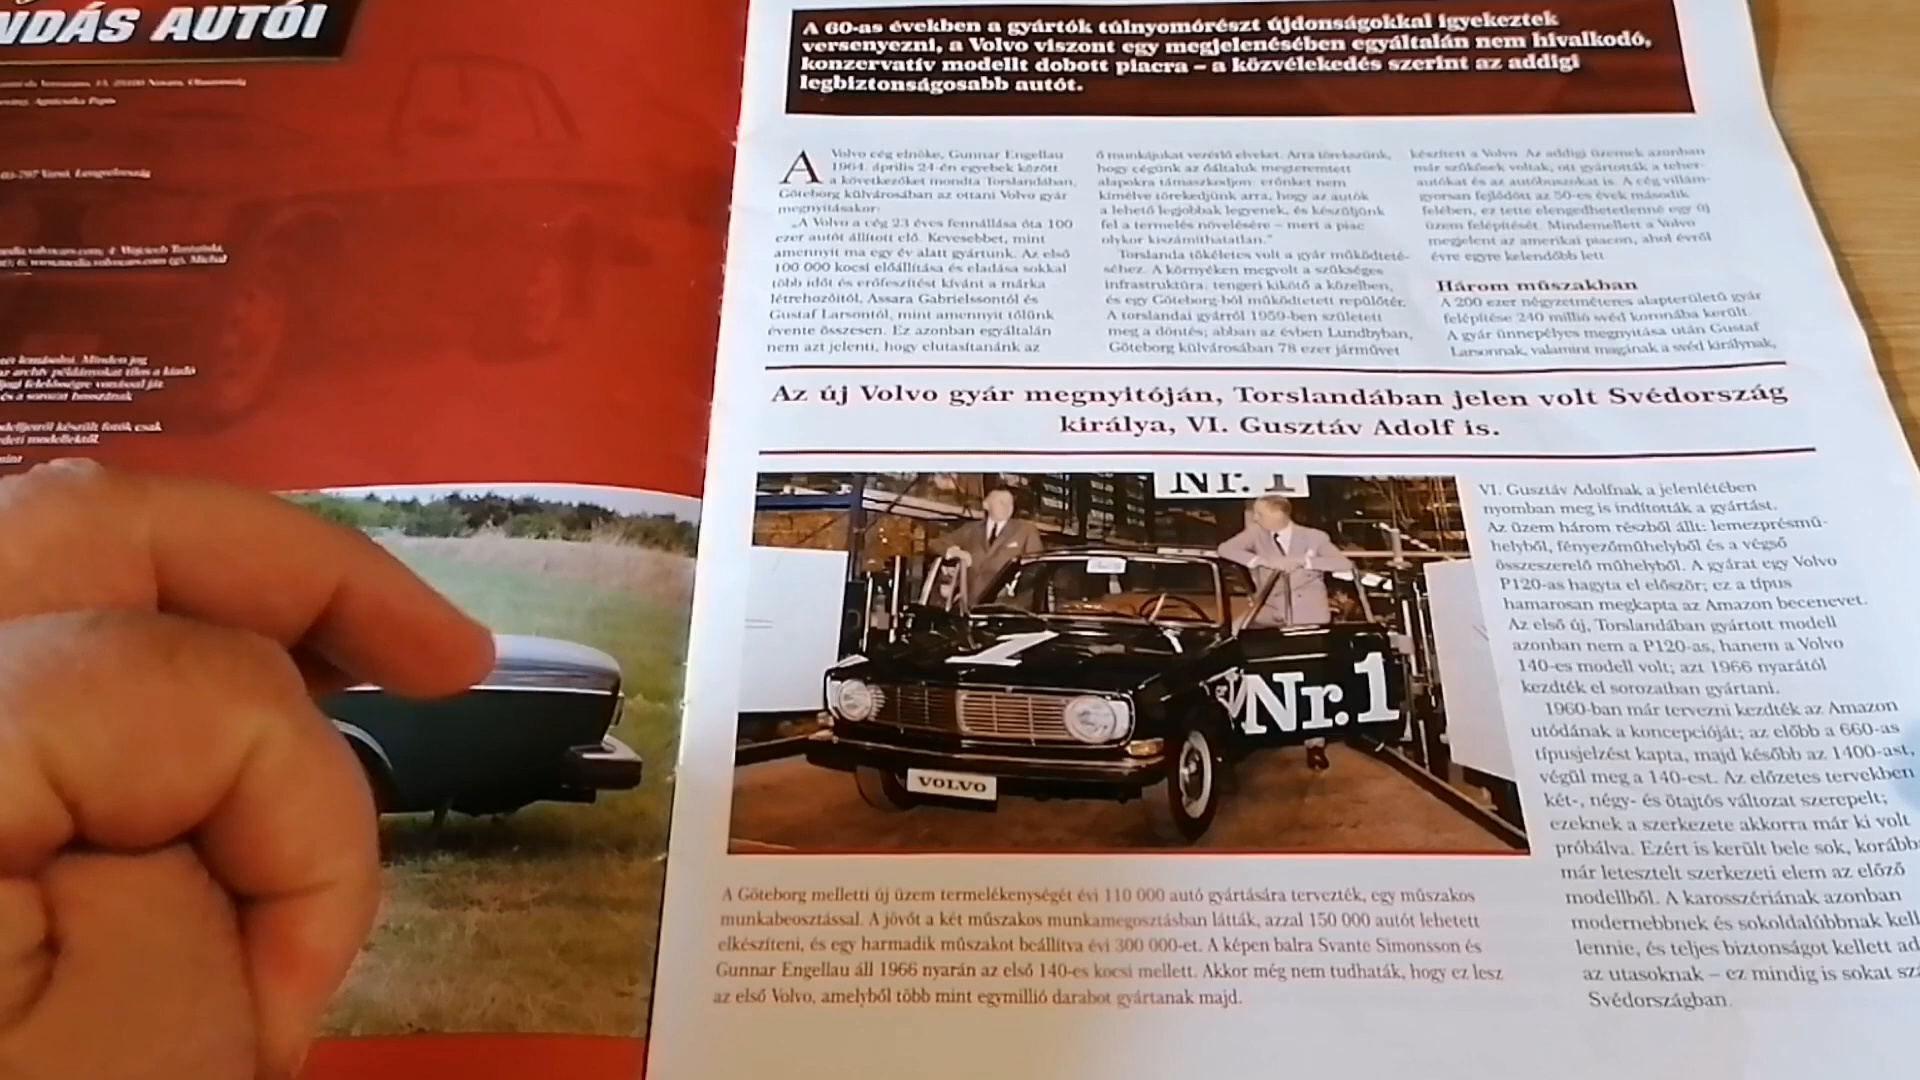 NDÁS AUTÓI
A 60-as években a gyártók túlnyomórészt újdonságokkal igyekeztek
versenyezni, a Volvo viszont egy megjelenésében egyáltalán nem hivalkodó,
konzervatív modellt dobott piacra – a közvélekedés szerint az addigi
legbiztonságosabb autót.
A Volvo cég elnöke, Gunnar Engellau
1964. április 24-én egyebek között
a következőket mondta Torslandában,
Göteborg külvárosában az ottani Volvo gyár
megnyitásakor:
„A Volvo a cég 23 éves fennállása óta 100
ezer autót állított elő. Kevesebbet, mint
amennyit ma egy év alatt gyártunk. Az első
100 000 kocsi előállítása és eladása sokkal
több időt és erőfeszítést kívánt a márka
létrehozóitól, Assara Gabrielssontól és
Gustaf Larsontól, mint amennyit tőlünk
évente összesen. Ez azonban egyáltalán
nem azt jelenti, hogy elutasítanánk az
ő munkájukat vezérlő elveket. Arra törekszünk,
hogy cégünk az őáltaluk megteremtett
alapokra támaszkodjon: erőnket nem
kímélve törekedjünk arra, hogy az autók
a lehető legjobbak legyenek, és készüljünk
fel a termelés növelésére – mert a piac
olykor kiszámíthatatlan."
Torslanda tökéletes volt a gyár működteté-
séhez. A környéken megvolt a szükséges
infrastruktúra: tengeri kikötő a közelben,
és egy Göteborg-ból működtetett repülőtér.
A torslandai gyárról 1959-ben született
meg a döntés; abban az évben Lundbyban,
Göteborg külvárosában 78 ezer járművet
készített a Volvo. Az addigi üzemek azonban
már szűkösek voltak, ott gyártották a teher-
autókat és az autóbuszokat is. A cég villám-
gyorsan fejlődött az 50-es évek második
felében, ez tette elengedhetetlenné egy új
üzem felépítését. Mindemellett a Volvo
megjelent az amerikai piacon, ahol évről
évre egyre kelendőbb lett.
Három műszakban
A 200 ezer négyzetméteres alapterületű gyár
felépítése 240 millió svéd koronába került.
A gyár ünnepélyes megnyitása után Gustaf
Larsonnak, valamint magának a svéd királynak,
Az új Volvo gyár megnyitóján, Torslandában jelen volt Svédország
királya, VI. Gusztáv Adolf is.
Nr. 1
Nr.1
VOLVO
VI. Gusztáv Adolfnak a jelenlétében
nyomban meg is indították a gyártást.
Az üzem három részből állt: lemezprésmű-
helyből, fényezőműhelyből és a végső
összeszerelő műhelyből. A gyárat egy Volvo
P120-as hagyta el először; ez a típus
hamarosan megkapta az Amazon becenevet.
Az első új, Torslandában gyártott modell
azonban nem a P120-as, hanem a Volvo
140-es modell volt; azt 1966 nyarától
kezdték el sorozatban gyártani.
1960-ban már tervezni kezdték az Amazon
utódának a koncepcióját; az előbb a 660-as
típusjelzést kapta, majd később az 1400-ast,
végül meg a 140-est. Az előzetes tervekben
két-, négy- és ötajtós változat szerepelt;
ezeknek a szerkezete akkorra már ki volt
próbálva. Ezért is került bele sok, korább
már letesztelt szerkezeti elem az előző
modellből. A karosszériának azonban
modernebbnek és sokoldalúbbnak kell
lennie, és teljes biztonságot kellett ad
az utasoknak – ez mindig is sokat szá
Svédországban.
A Göteborg melletti új üzem termelékenységét évi 110 000 autó gyártására tervezték, egy műszakos
munkabeosztással. A jövőt a két műszakos munkamegosztásban látták, azzal 150 000 autót lehetett
elkészíteni, és egy harmadik műszakot beállítva évi 300 000-et. A képen balra Svante Simonsson és
Gunnar Engellau áll 1966 nyarán az első 140-es kocsi mellett. Akkor még nem tudhaták, hogy ez lesz
az első Volvo, amelyből több mint egymillió darabot gyártanak majd.